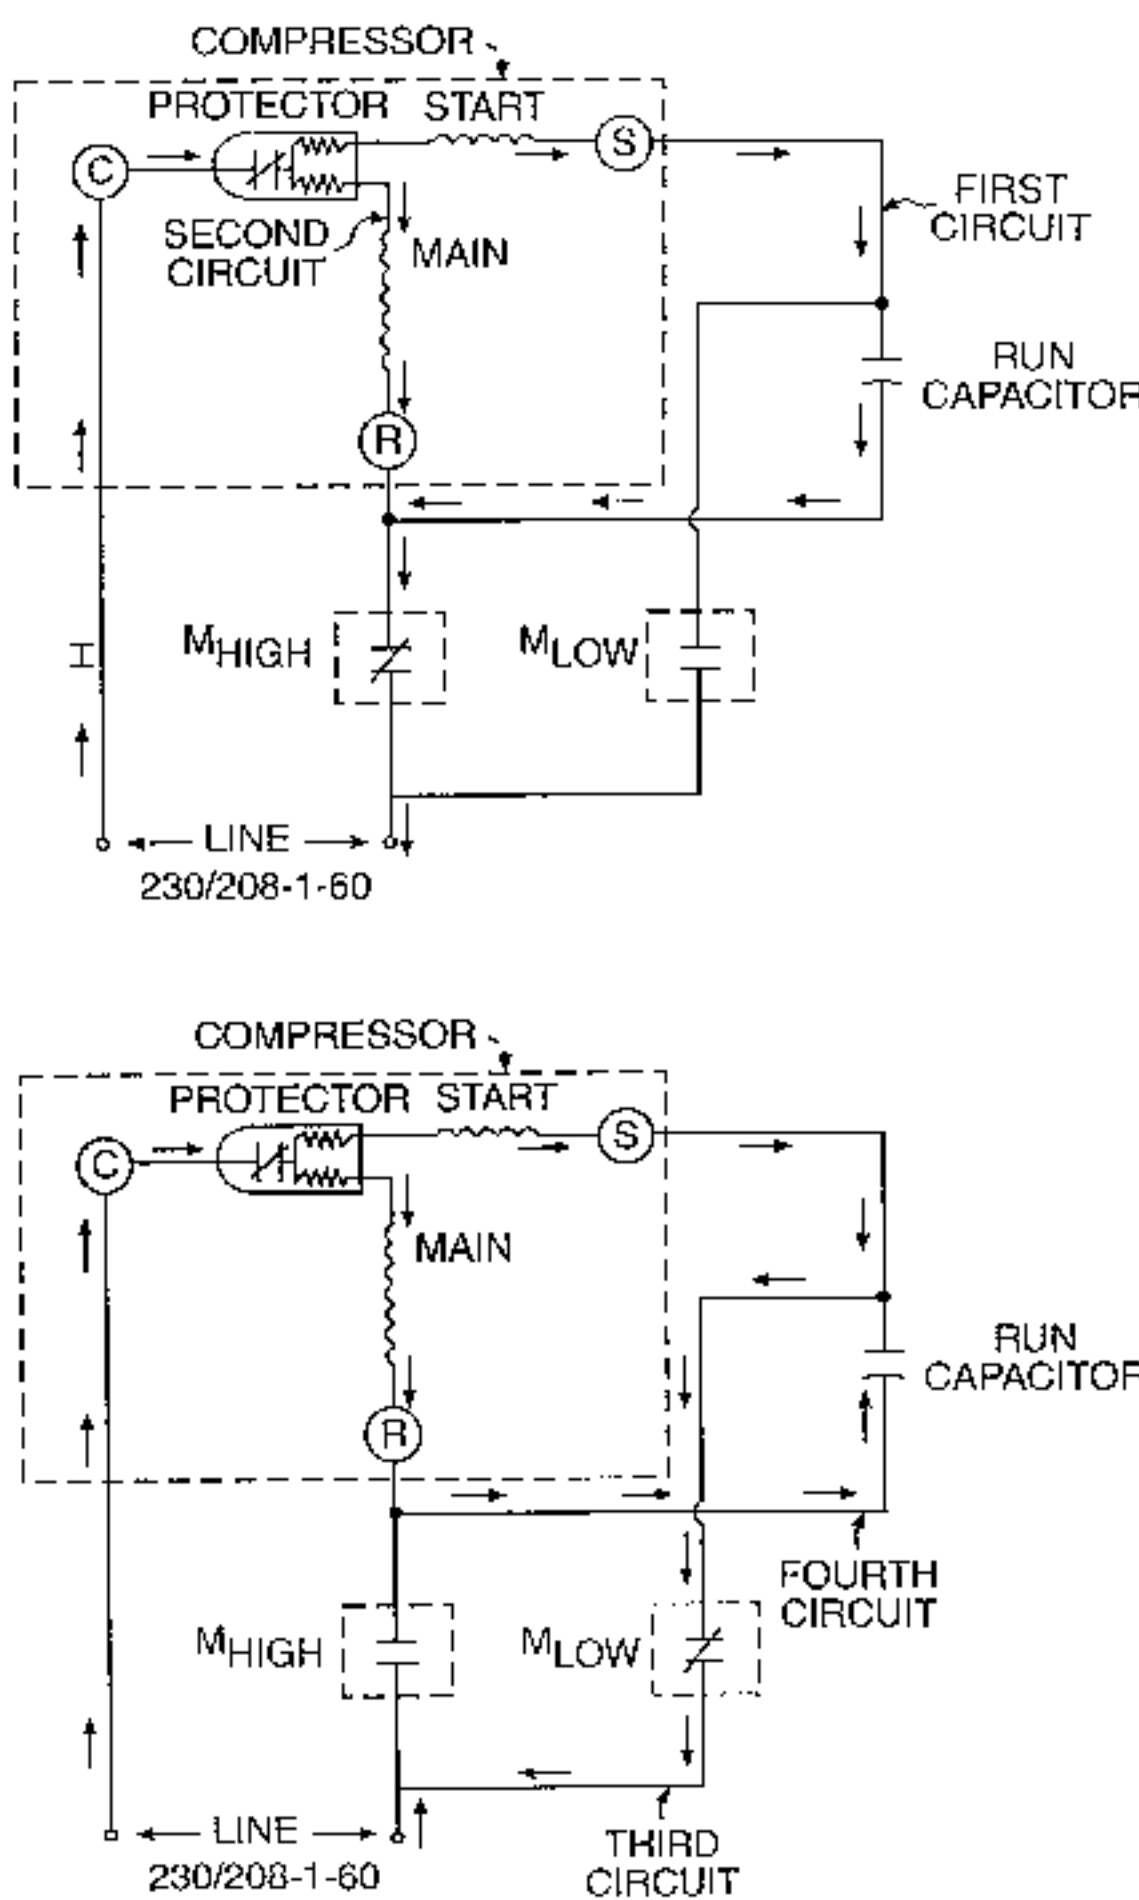 COMPRESSOR
PROTECTOR START
C
S
FIRST
CIRCUIT
SECOND
CIRCUIT
MAIN
RUN
CAPACITOR
R
MHIGH
MLOW
I
LINE
230/208-1-60
COMPRESSOR
PROTECTOR START
C
S
MAIN
RUN
CAPACITOR
R
FOURTH
CIRCUIT
MHIGH
MLOW
LINE
230/208-1-60
THIRD
CIRCUIT